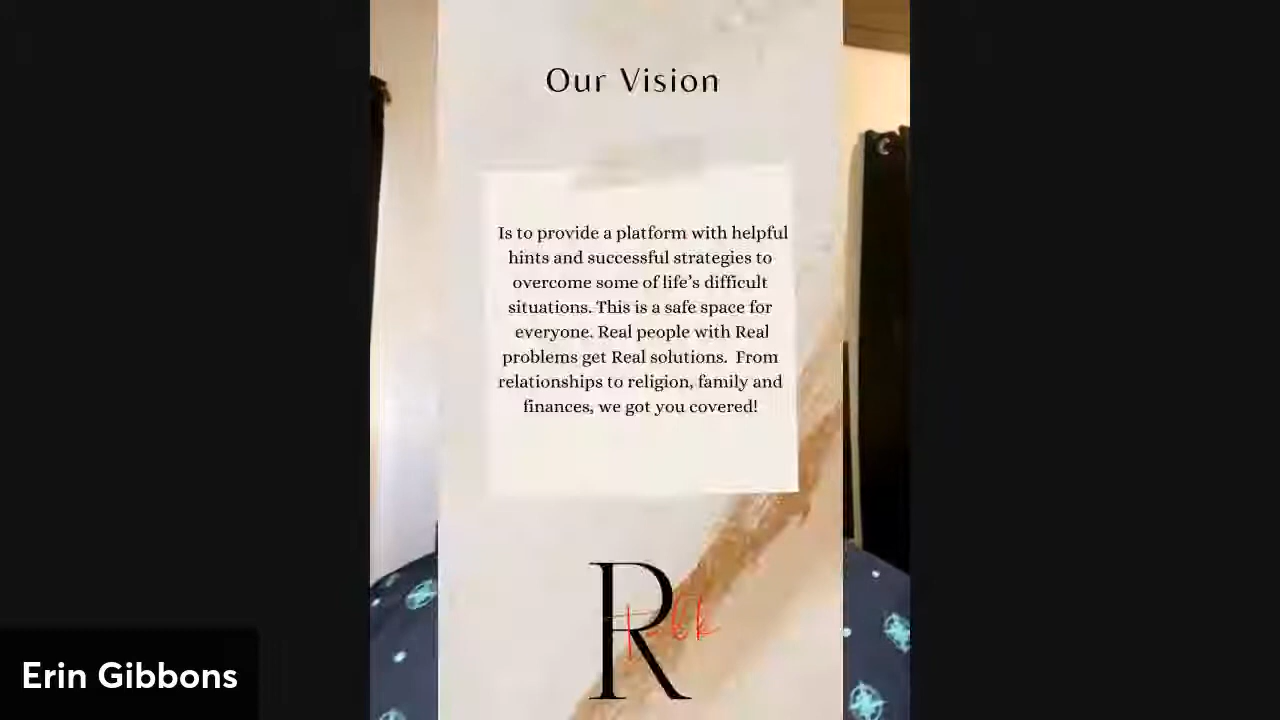 Our Vision
Is to provide a platform with helpful
hints and successful strategies to
overcome some of life's difficult
situations. This is a safe space for
everyone. Real people with Real
problems get Real solutions.  From
relationships to religion, family and
finances, we got you covered!
R
Erin Gibbons